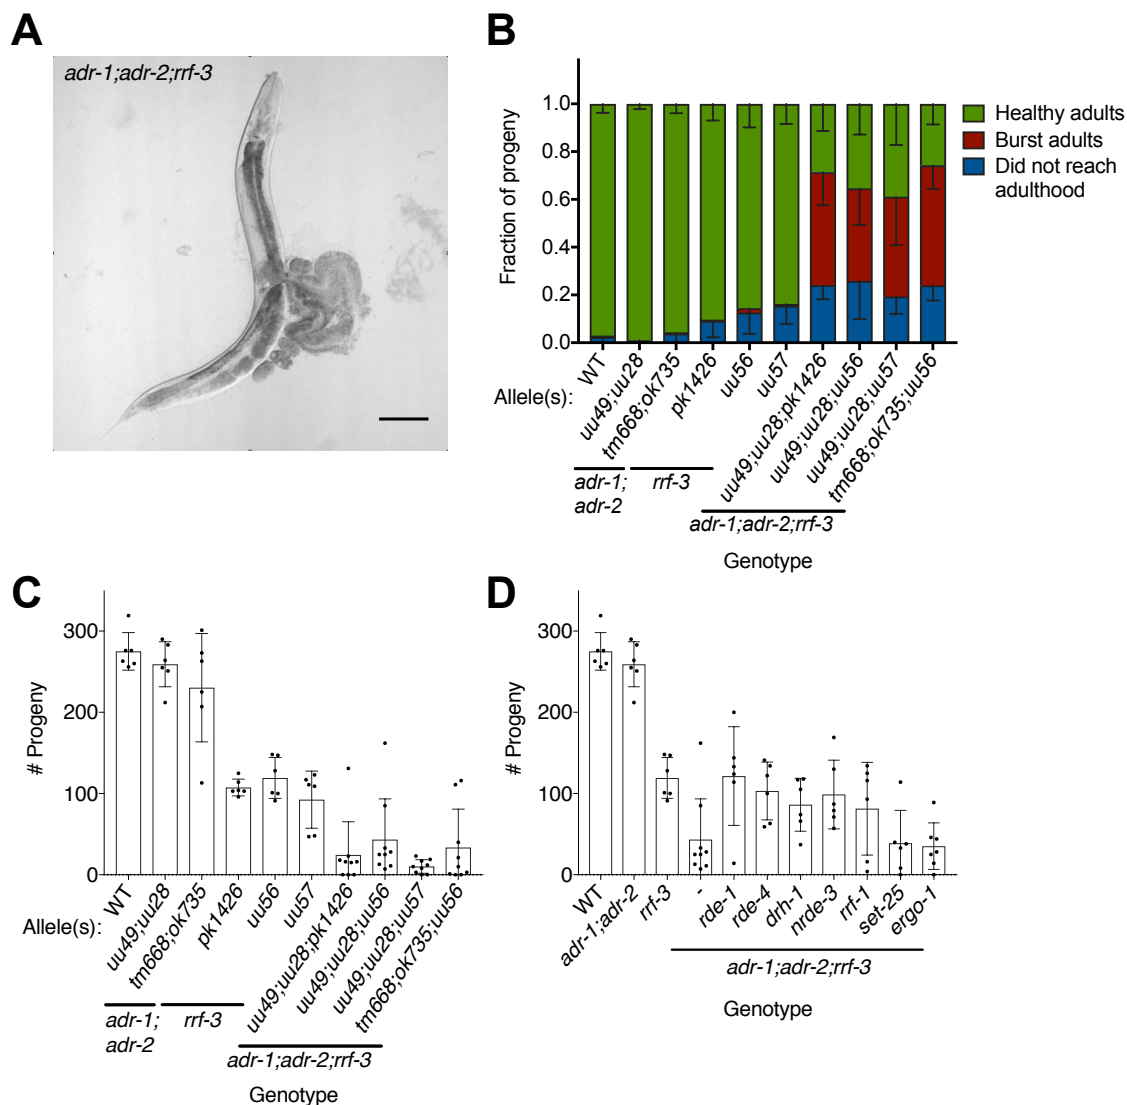 A
adr-1;adr-2;rrf-3
B
Fraction of progeny
1.0
0.8
0.6
0.4
0.2
0.0
Healthy adults
Burst adults
Did not reach
adulthood
Allele(s):
WT
uu49;uu28
tm668;ok735
pk1426
uu56
uu57
uu49;uu28;pk1426
uu49;uu28;uu56
uu49;uu28;uu57
tm668;ok735;uu56
adr-1;
adr-2
rrf-3
adr-1;adr-2;rrf-3
Genotype
C
# Progeny
300
200
100
0
Allele(s):
WT
uu49;uu28
tm668;ok735
pk1426
uu56
uu57
uu49;uu28;pk1426
uu49;uu28;uu56
uu49;uu28;uu57
tm668;ok735;uu56
adr-1;
adr-2
rrf-3
adr-1;adr-2;rrf-3
Genotype
D
# Progeny
300
200
100
0
WT
adr-1;adr-2
rrf-3
-
rde-1
rde-4
drh-1
nrde-3
rrf-1
set-25
ergo-1
adr-1;adr-2;rrf-3
Genotype